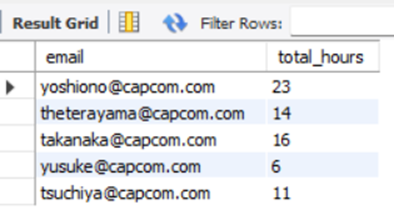 Result Grid Filter Rows:
email total_hours
yoshiono@capcom.com 23
theterayama@capcom.com 14
takanaka@capcom.com 16
yusuke@capcom.com 6
tsuchiya@capcom.com 11